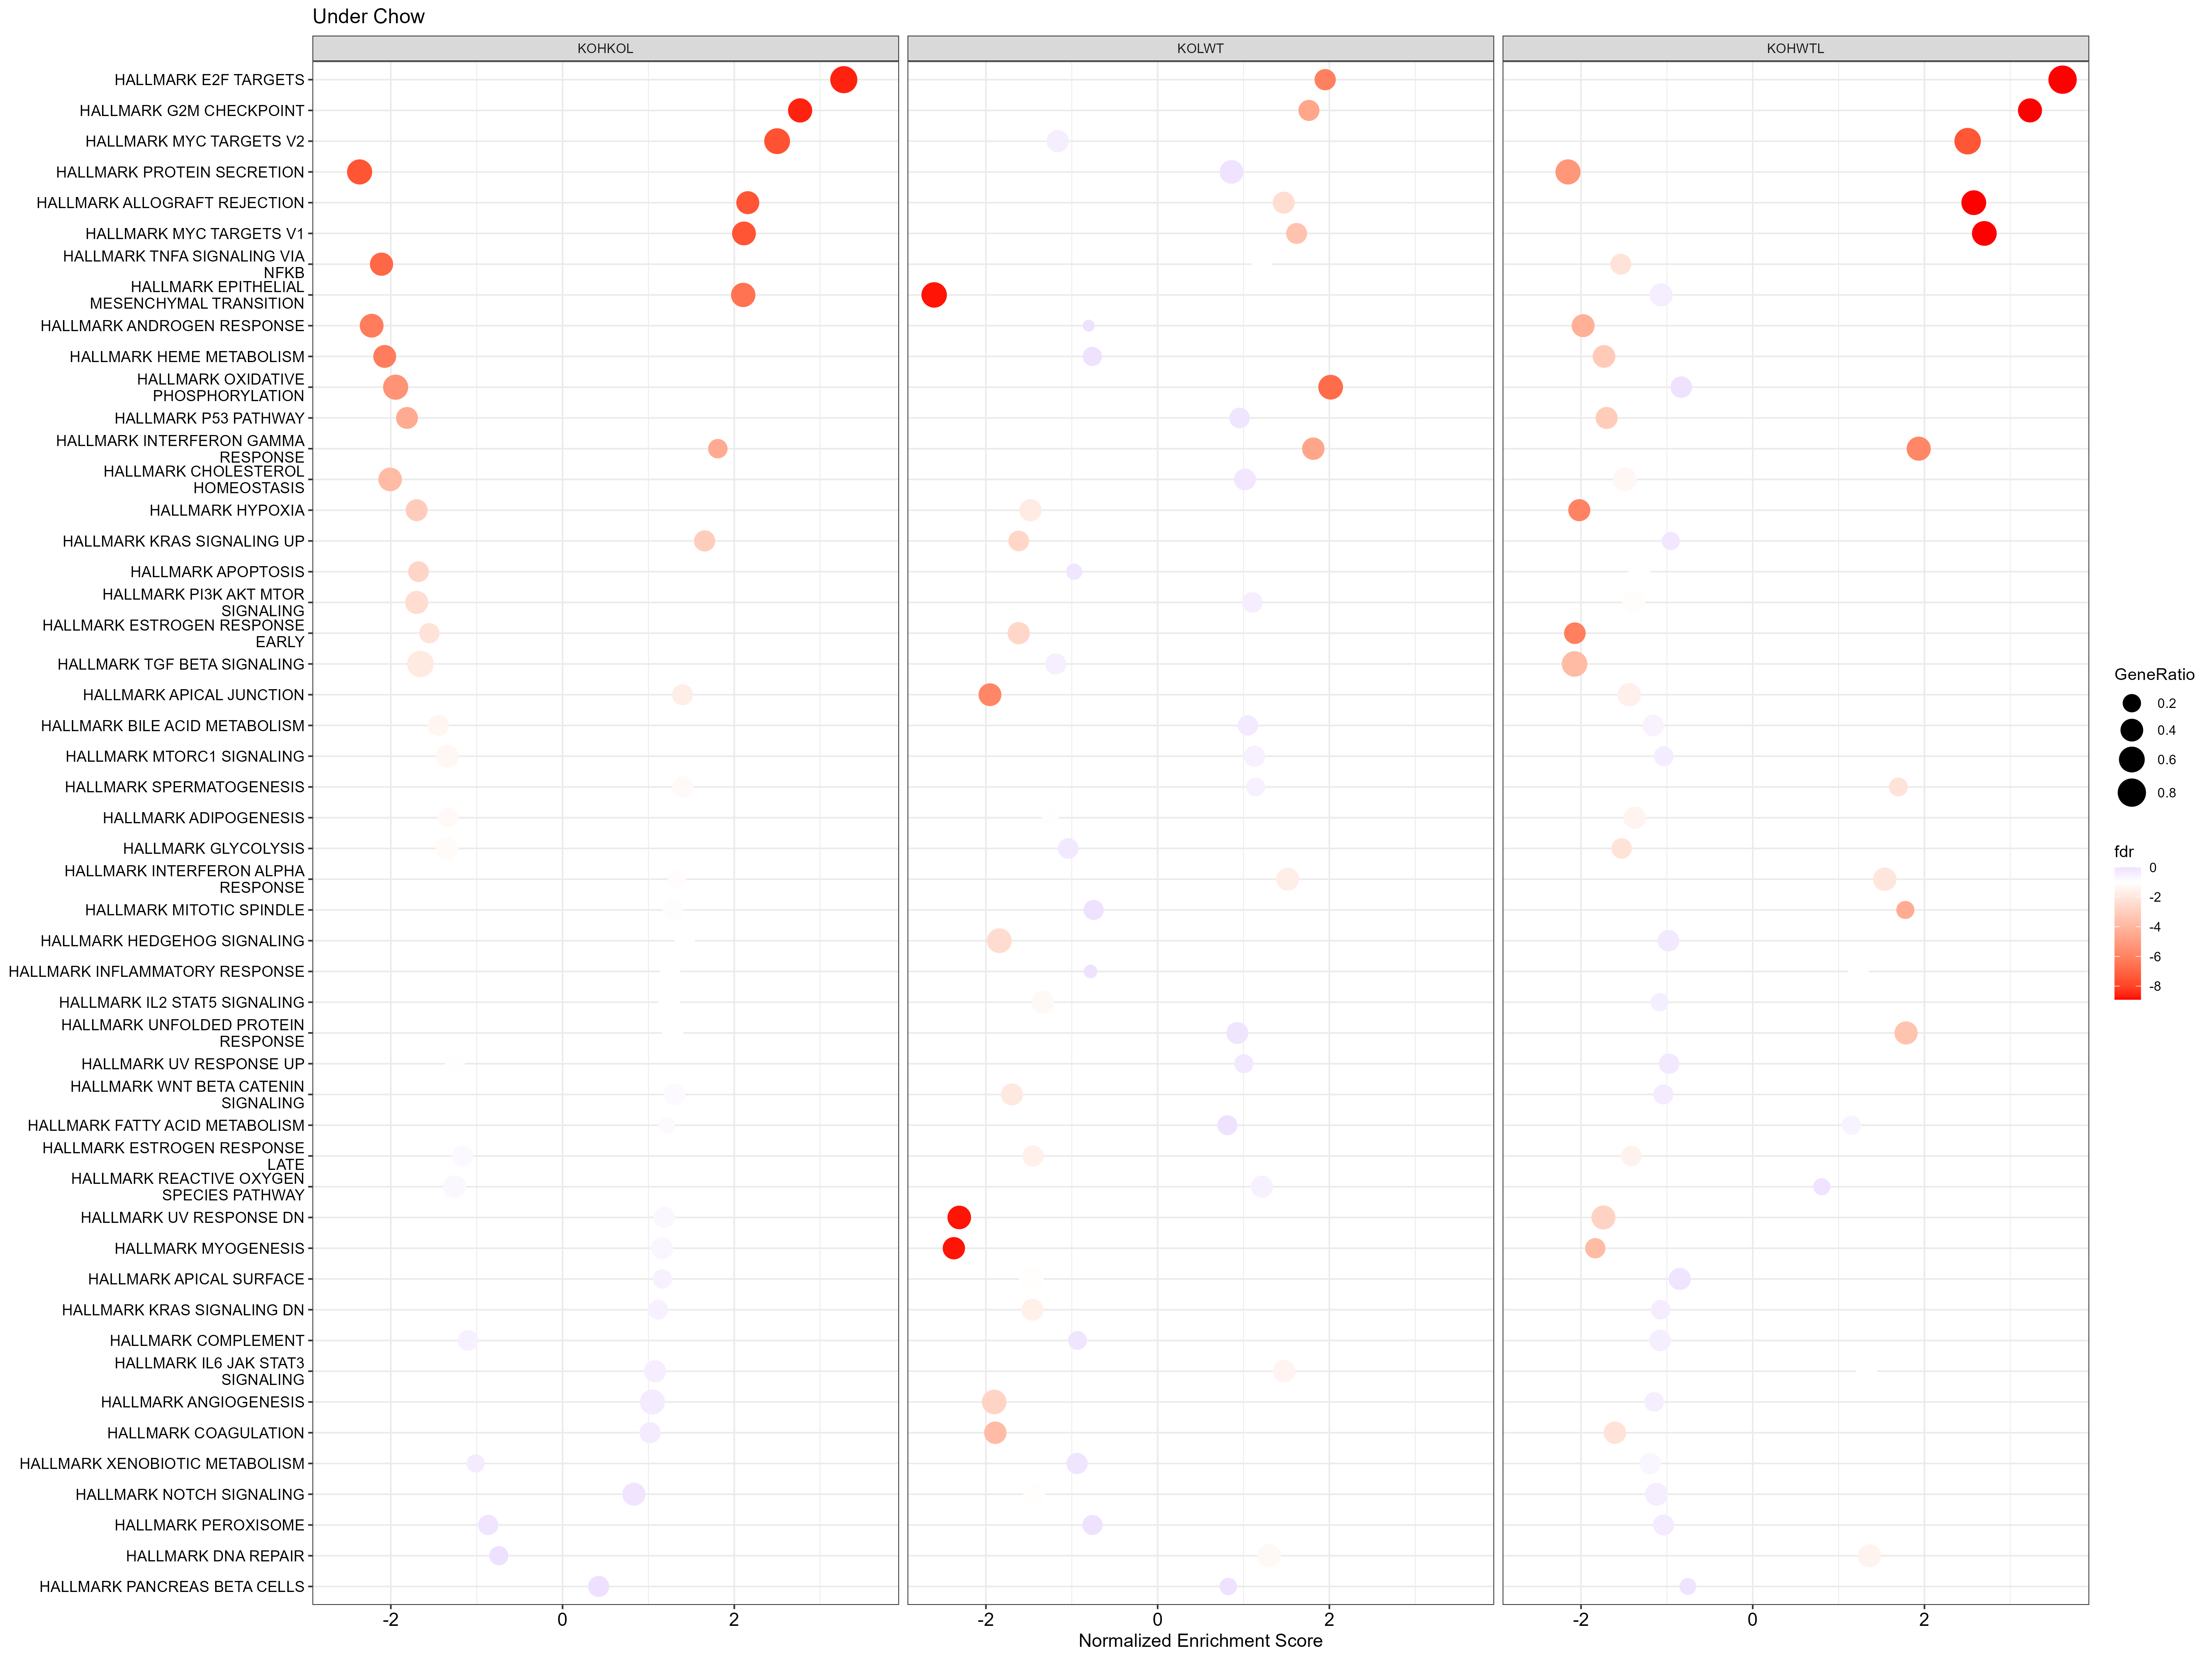 Under Chow
KOHKOL
KOLWT
KOHWTL
HALLMARK E2F TARGETS
HALLMARK G2M CHECKPOINT
HALLMARK MYC TARGETS V2
HALLMARK PROTEIN SECRETION
HALLMARK ALLOGRAFT REJECTION
HALLMARK MYC TARGETS V1
HALLMARK TNFA SIGNALING VIA
NFKB
HALLMARK EPITHELIAL
MESENCHYMAL TRANSITION
HALLMARK ANDROGEN RESPONSE
HALLMARK HEME METABOLISM
HALLMARK OXIDATIVE
PHOSPHORYLATION
HALLMARK P53 PATHWAY
HALLMARK INTERFERON GAMMA
RESPONSE
HALLMARK CHOLESTEROL
HOMEOSTASIS
HALLMARK HYPOXIA
HALLMARK KRAS SIGNALING UP
HALLMARK APOPTOSIS
HALLMARK PI3K AKT MTOR
SIGNALING
HALLMARK ESTROGEN RESPONSE
EARLY
HALLMARK TGF BETA SIGNALING
HALLMARK APICAL JUNCTION
HALLMARK BILE ACID METABOLISM
HALLMARK MTORC1 SIGNALING
HALLMARK SPERMATOGENESIS
HALLMARK ADIPOGENESIS
HALLMARK GLYCOLYSIS
HALLMARK INTERFERON ALPHA
RESPONSE
HALLMARK MITOTIC SPINDLE
HALLMARK HEDGEHOG SIGNALING
HALLMARK INFLAMMATORY RESPONSE
HALLMARK IL2 STAT5 SIGNALING
HALLMARK UNFOLDED PROTEIN
RESPONSE
HALLMARK UV RESPONSE UP
HALLMARK WNT BETA CATENIN
SIGNALING
HALLMARK FATTY ACID METABOLISM
HALLMARK ESTROGEN RESPONSE
LATE
HALLMARK REACTIVE OXYGEN
SPECIES PATHWAY
HALLMARK UV RESPONSE DN
HALLMARK MYOGENESIS
HALLMARK APICAL SURFACE
HALLMARK KRAS SIGNALING DN
HALLMARK COMPLEMENT
HALLMARK IL6 JAK STAT3
SIGNALING
HALLMARK ANGIOGENESIS
HALLMARK COAGULATION
HALLMARK XENOBIOTIC METABOLISM
HALLMARK NOTCH SIGNALING
HALLMARK PEROXISOME
HALLMARK DNA REPAIR
HALLMARK PANCREAS BETA CELLS
-2 0 2
-2 0 2
-2 0 2
Normalized Enrichment Score
GeneRatio
0.2
0.4
0.6
0.8
fdr
0
-2
-4
-6
-8